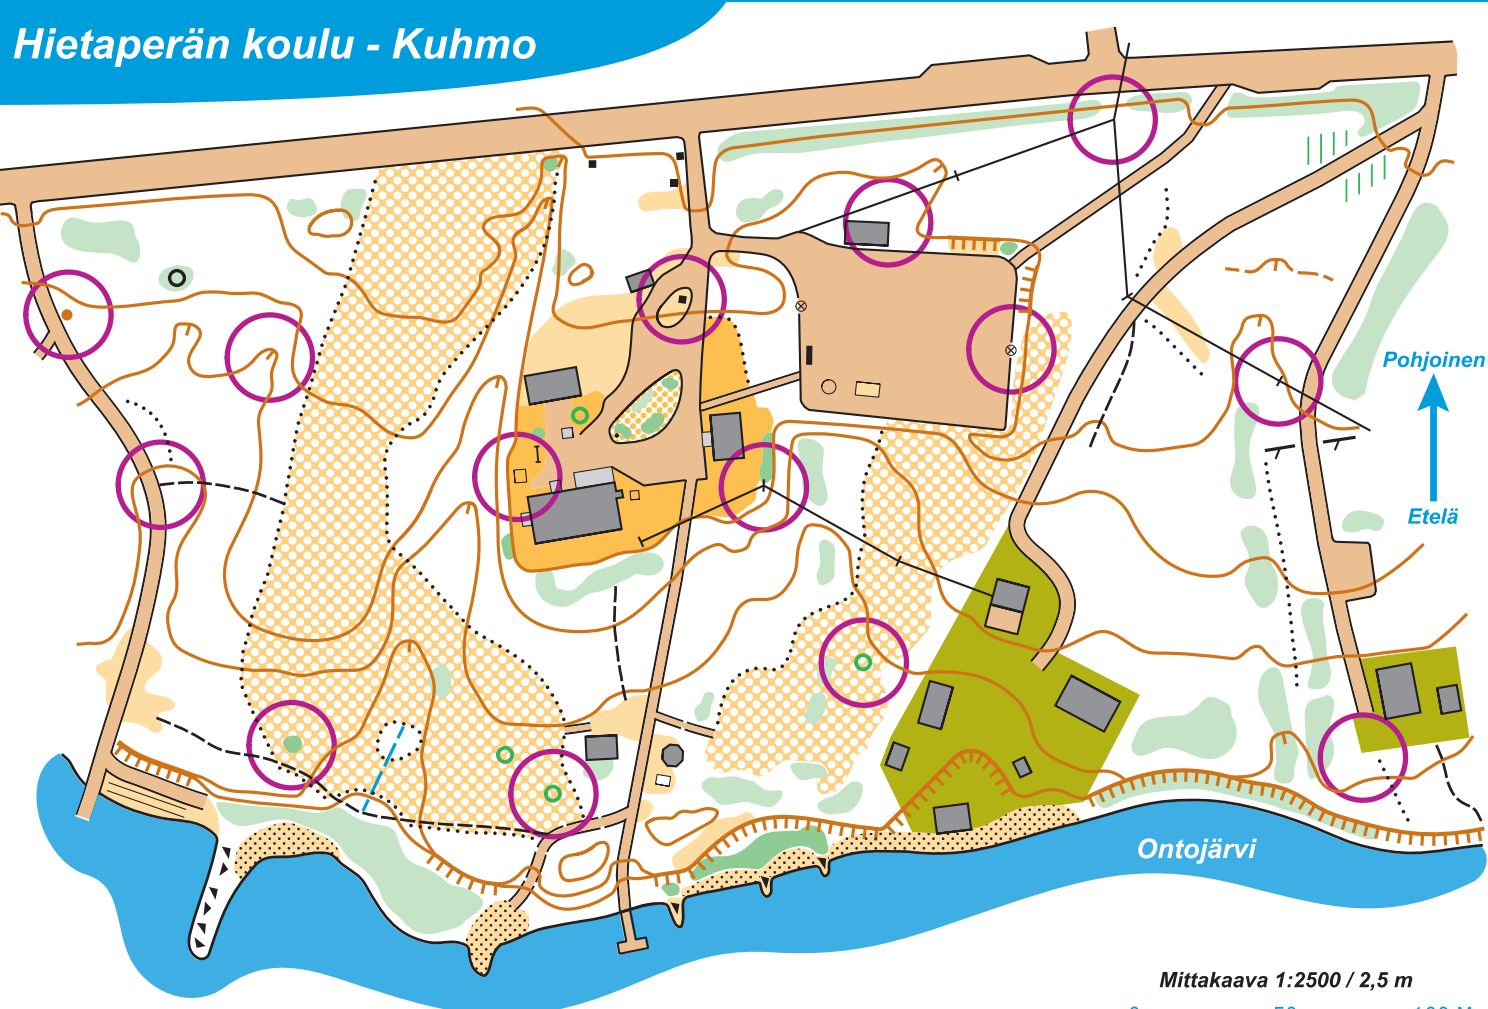 Hietaperän koulu - Kuhmo
Pohjoinen
Etelä
Ontojärvi
Mittakaava 1:2500 / 2,5 m